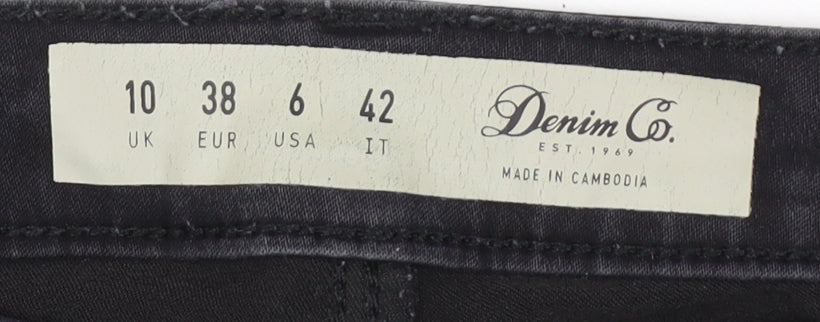 10 38 6 42
UK EUR USA IT
Denim Co.
EST. 1969
MADE IN CAMBODIA